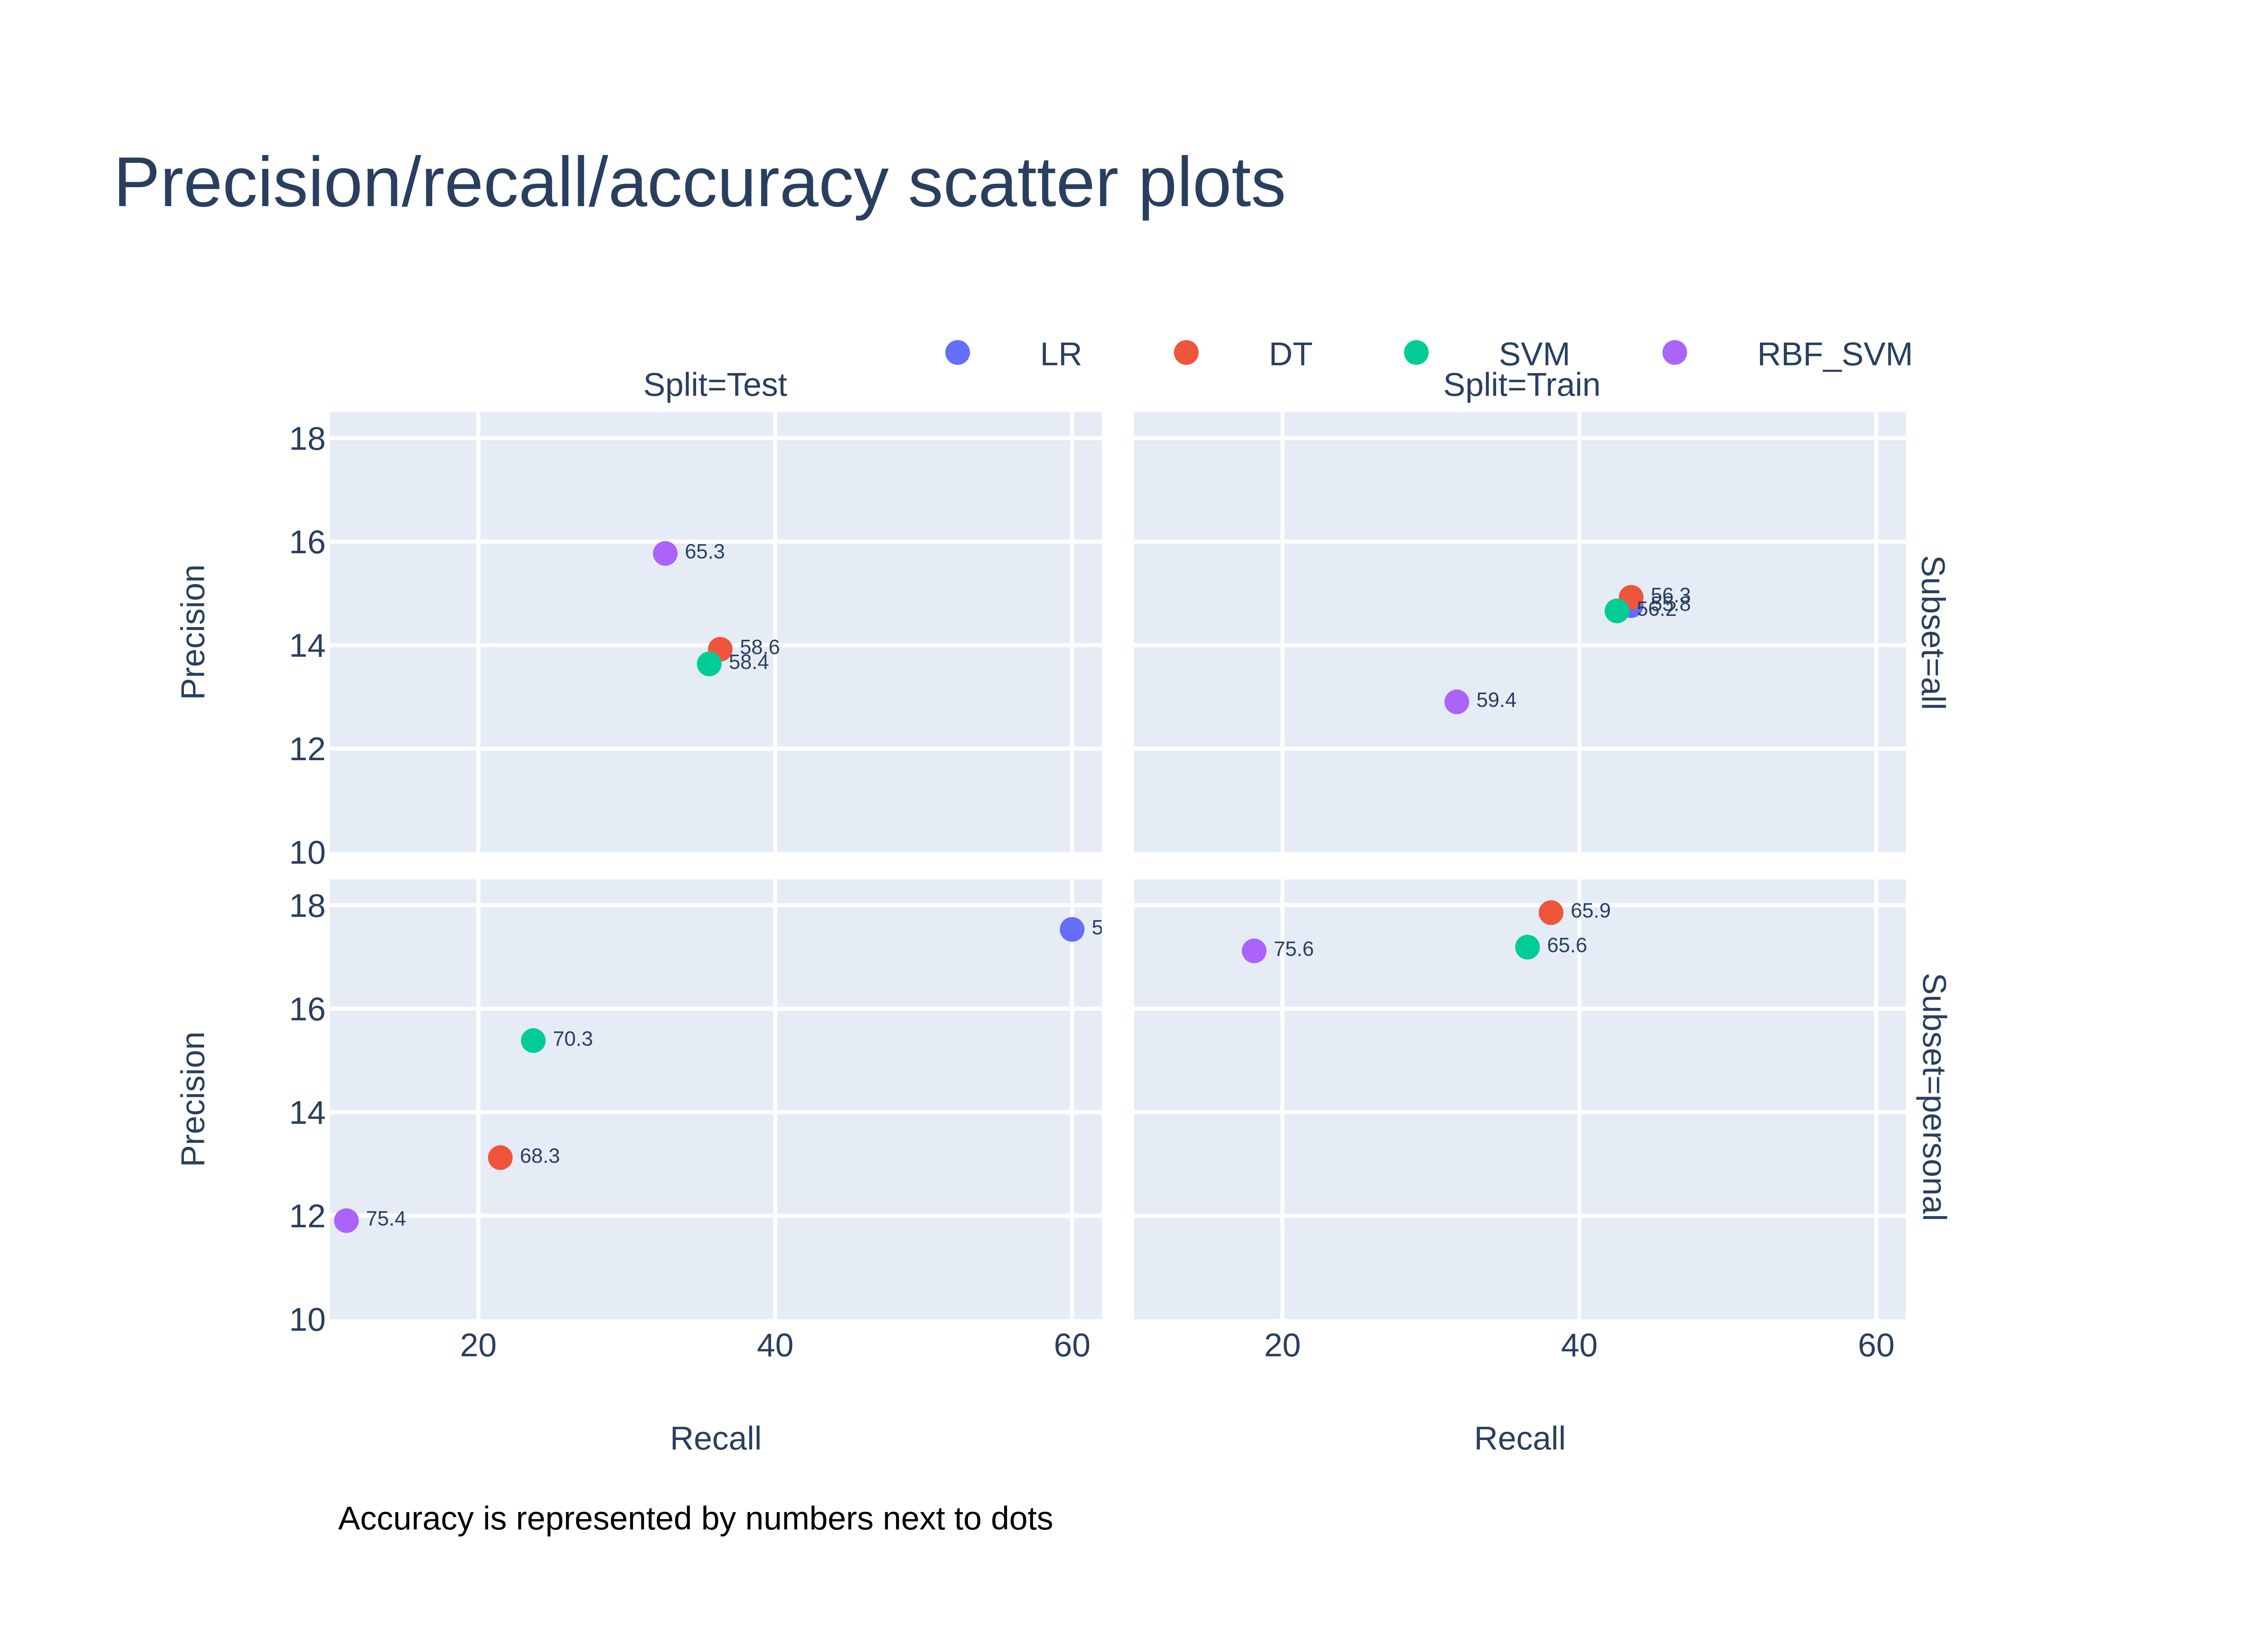 Precision/recall/accuracy scatter plots
LR
DT
SVM
RBF_SVM
Split=Test
Split=Train
18
16
14
12
10
Precision
65.3
58.6
58.4
56.3
55.8
56.2
59.4
Subset=all
18
16
14
12
10
Precision
5
70.3
68.3
75.4
65.9
65.6
75.6
Subset=personal
20
40
60
20
40
60
Recall
Recall
Accuracy is represented by numbers next to dots